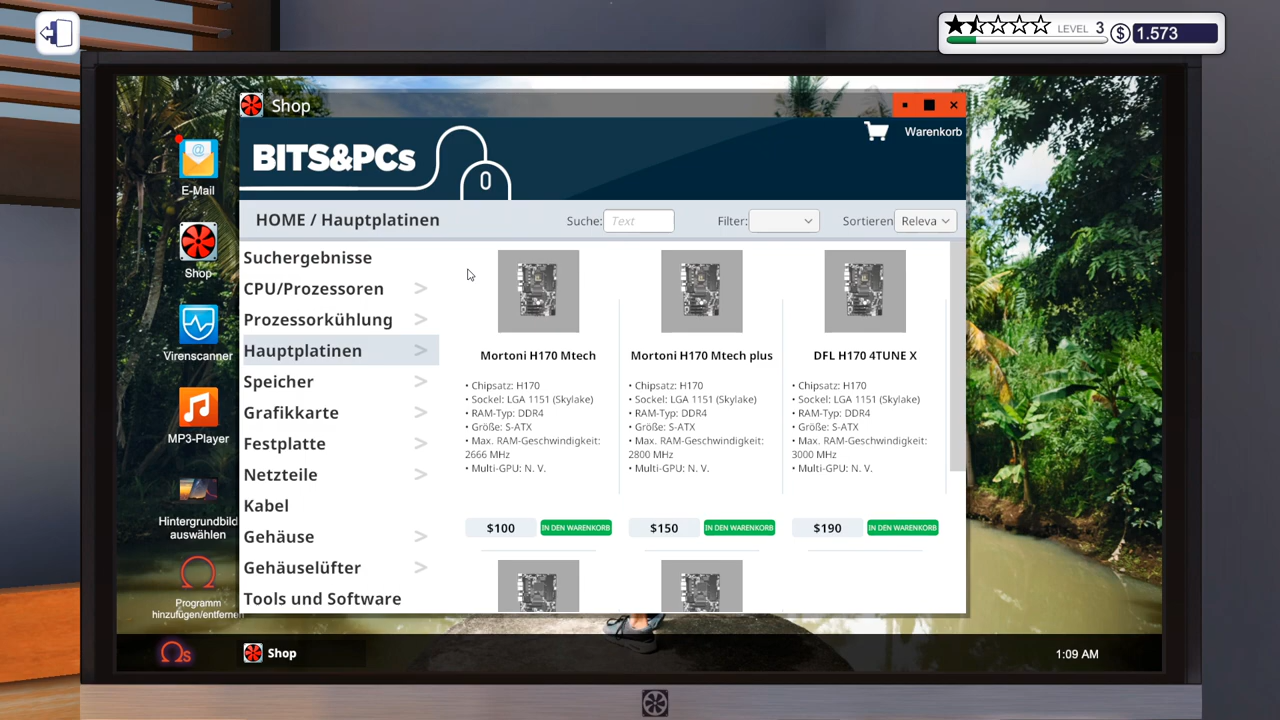 LEVEL 3 $ 1.573
Shop
Warenkorb
BITS&PCs
HOME / Hauptplatinen
Suche: Text
Filter:
Sortieren Releva
E-Mail
Shop
Virenscanner
MP3-Player
Hintergrundbild
auswählen
Programm
hinzufügen/entfernen
Suchergebnisse
CPU/Prozessoren >
Prozessorkühlung >
Hauptplatinen >
Speicher >
Grafikkarte >
Festplatte >
Netzteile >
Kabel
Gehäuse >
Gehäuselüfter >
Tools und Software
Mortoni H170 Mtech
• Chipsatz: H170
• Sockel: LGA 1151 (Skylake)
• RAM-Typ: DDR4
• Größe: S-ATX
• Max. RAM-Geschwindigkeit:
2666 MHz
• Multi-GPU: N. V.
$100 IN DEN WARENKORB
Mortoni H170 Mtech plus
• Chipsatz: H170
• Sockel: LGA 1151 (Skylake)
• RAM-Typ: DDR4
• Größe: S-ATX
• Max. RAM-Geschwindigkeit:
2800 MHz
• Multi-GPU: N. V.
$150 IN DEN WARENKORB
DFL H170 4TUNE X
• Chipsatz: H170
• Sockel: LGA 1151 (Skylake)
• RAM-Typ: DDR4
• Größe: S-ATX
• Max. RAM-Geschwindigkeit:
3000 MHz
• Multi-GPU: N. V.
$190 IN DEN WARENKORB
Ωs
Shop
1:09 AM